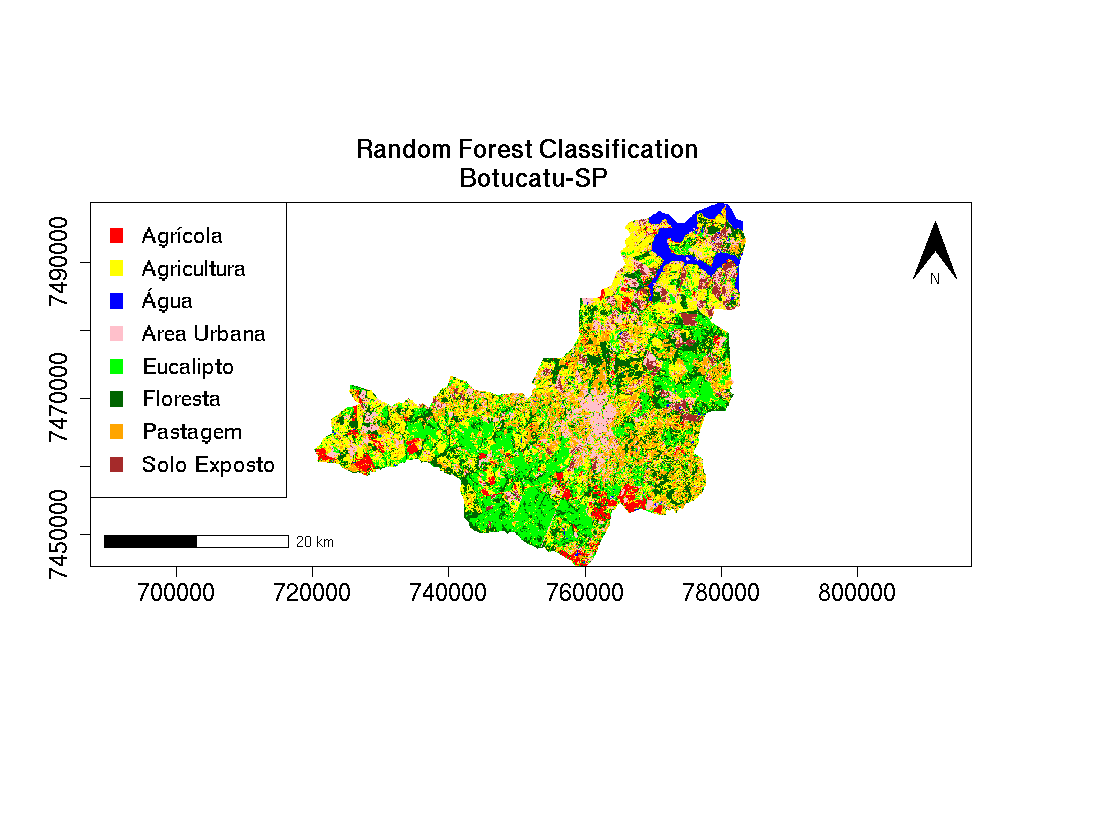 Random Forest Classification
Botucatu-SP
Agrícola
Agricultura
Água
Area Urbana
Eucalipto
Floresta
Pastagem
Solo Exposto
N
20 km
7490000
7470000
7450000
700000
720000
740000
760000
780000
800000